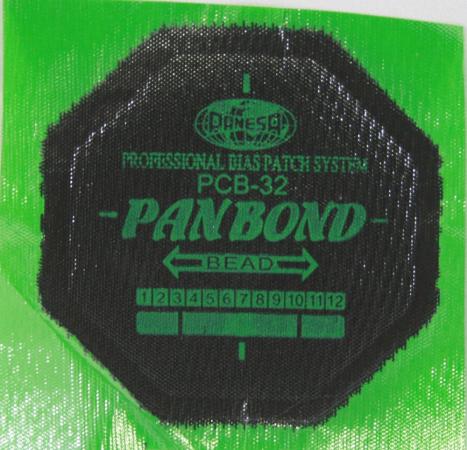 PANESAR
PROFESSIONAL BIAS PATCH SYSTEM
PCB-32
-PANBOND-
BEAD
1 2 3 4 5 6 7 8 9 10 11 12